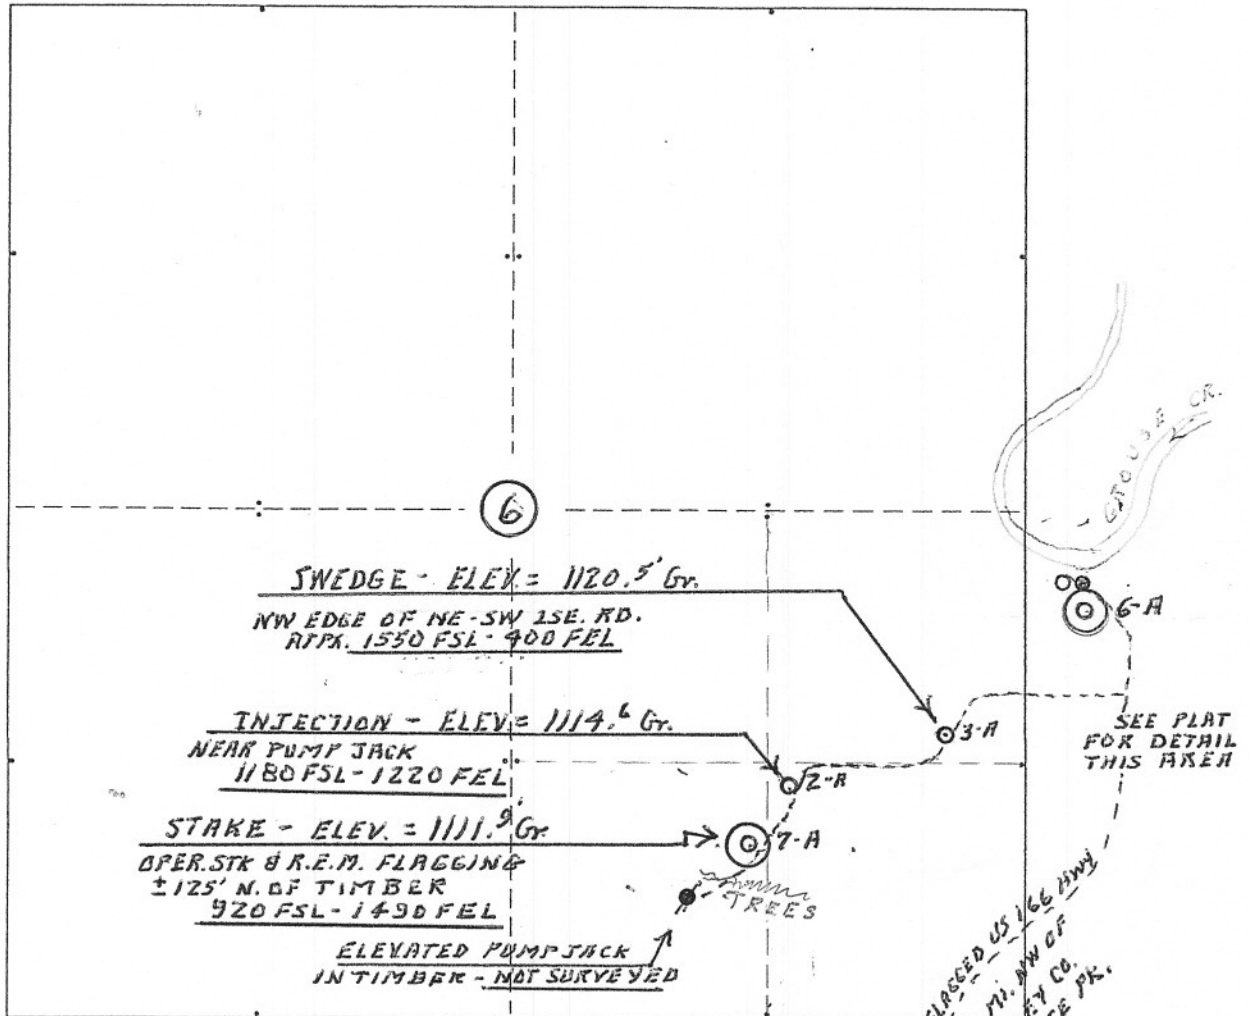 GROUSE CR.
6
SWEDGE - ELEV. = 1120.5' Gr.
NW EDGE OF NE-SW LSE. RD.
APPX. 1550 FSL - 400 FEL
6-A
3-A
SEE PLAT
FOR DETAIL
THIS AREA
INJECTION - ELEV = 1114.6 Gr.
NEAR PUMP JACK
1180 FSL - 1220 FEL
2-A
STAKE - ELEV. = 1111.9' Gr.
OPER. STK & R.E.M. FLAGGING
±125' N. OF TIMBER
920 FSL - 1490 FEL
7-A
TREES
ELEVATED PUMP JACK
IN TIMBER - NOT SURVEYED
FLAGGED US 166 HWY
MI. NW OF
CO.
PK.